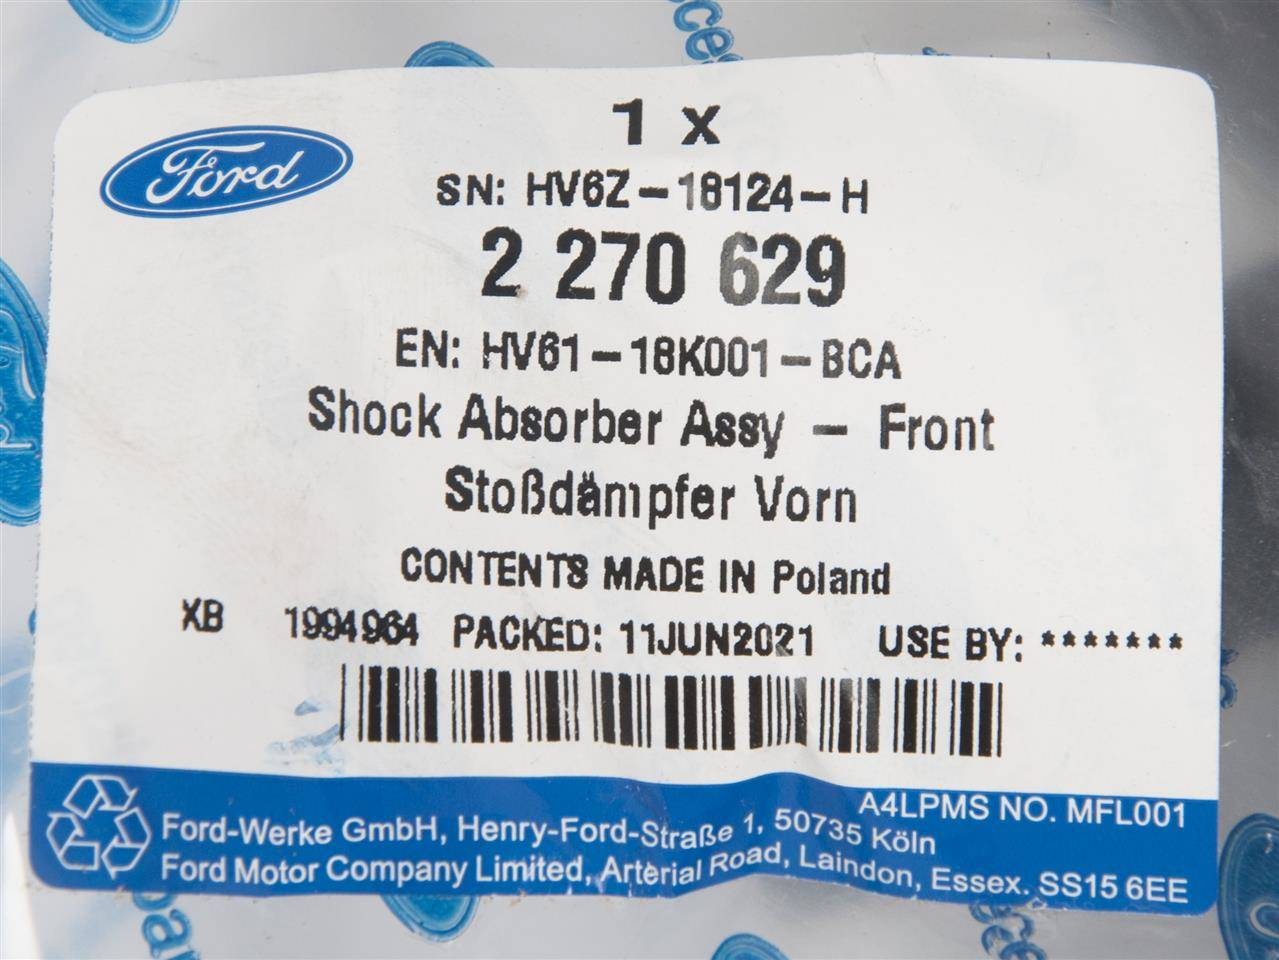 Ford
1 x
SN: HV6Z-18124-H
2 270 629
EN: HV61-18K001-BCA
Shock Absorber Assy - Front
Stoßdämpfer Vorn
CONTENTS MADE IN Poland
XB 1994964 PACKED: 11JUN2021 USE BY: *******
A4LPMS NO. MFL001
Ford-Werke GmbH, Henry-Ford-Straße 1, 50735 Köln
Ford Motor Company Limited, Arterial Road, Laindon, Essex. SS15 6EE